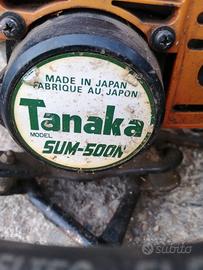 MADE IN JAPAN
FABRIQUE AU JAPON
Tanaka
MODEL SUM-500N
subito